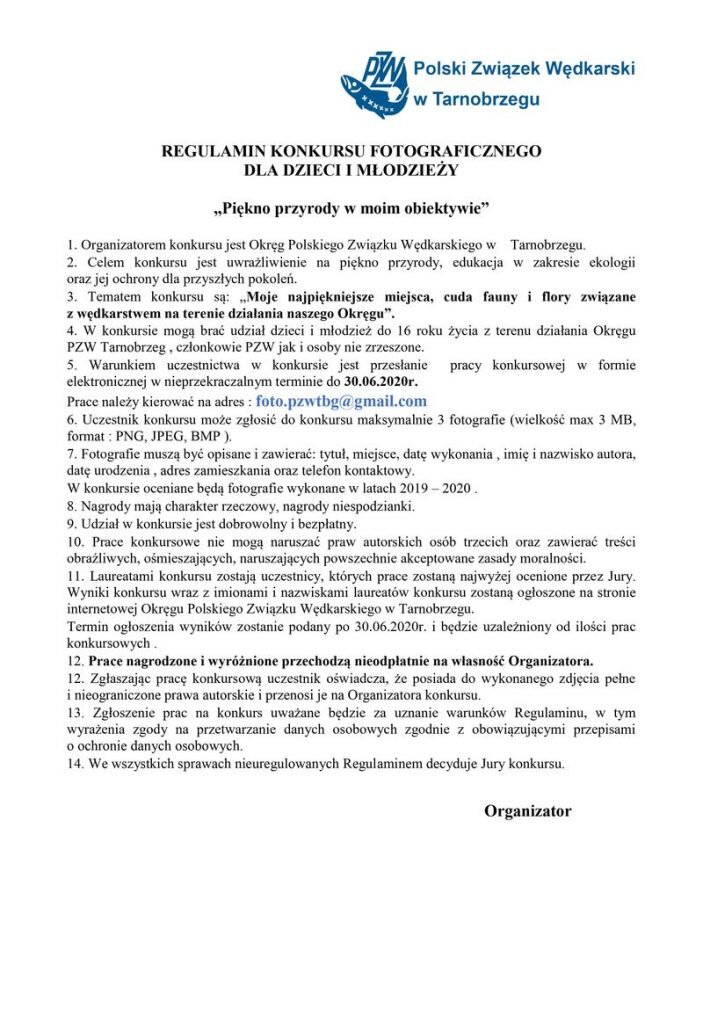 PZW
Polski Związek Wędkarski
w Tarnobrzegu
REGULAMIN KONKURSU FOTOGRAFICZNEGO
DLA DZIECI I MŁODZIEŻY
„Piękno przyrody w moim obiektywie”
1. Organizatorem konkursu jest Okręg Polskiego Związku Wędkarskiego w Tarnobrzegu.
2. Celem konkursu jest uwrażliwienie na piękno przyrody, edukacja w zakresie ekologii
oraz jej ochrony dla przyszłych pokoleń.
3. Tematem konkursu są: „Moje najpiękniejsze miejsca, cuda fauny i flory związane
z wędkarstwem na terenie działania naszego Okręgu”.
4. W konkursie mogą brać udział dzieci i młodzież do 16 roku życia z terenu działania Okręgu
PZW Tarnobrzeg , członkowie PZW jak i osoby nie zrzeszone.
5. Warunkiem uczestnictwa w konkursie jest przesłanie pracy konkursowej w formie
elektronicznej w nieprzekraczalnym terminie do 30.06.2020r.
Prace należy kierować na adres : foto.pzwtbg@gmail.com
6. Uczestnik konkursu może zgłosić do konkursu maksymalnie 3 fotografie (wielkość max 3 MB,
format : PNG, JPEG, BMP ).
7. Fotografie muszą być opisane i zawierać: tytuł, miejsce, datę wykonania , imię i nazwisko autora,
datę urodzenia , adres zamieszkania oraz telefon kontaktowy.
W konkursie oceniane będą fotografie wykonane w latach 2019 – 2020 .
8. Nagrody mają charakter rzeczowy, nagrody niespodzianki.
9. Udział w konkursie jest dobrowolny i bezpłatny.
10. Prace konkursowe nie mogą naruszać praw autorskich osób trzecich oraz zawierać treści
obraźliwych, ośmieszających, naruszających powszechnie akceptowane zasady moralności.
11. Laureatami konkursu zostają uczestnicy, których prace zostaną najwyżej ocenione przez Jury.
Wyniki konkursu wraz z imionami i nazwiskami laureatów konkursu zostaną ogłoszone na stronie
internetowej Okręgu Polskiego Związku Wędkarskiego w Tarnobrzegu.
Termin ogłoszenia wyników zostanie podany po 30.06.2020r. i będzie uzależniony od ilości prac
konkursowych .
12. Prace nagrodzone i wyróżnione przechodzą nieodpłatnie na własność Organizatora.
12. Zgłaszając pracę konkursową uczestnik oświadcza, że posiada do wykonanego zdjęcia pełne
i nieograniczone prawa autorskie i przenosi je na Organizatora konkursu.
13. Zgłoszenie prac na konkurs uważane będzie za uznanie warunków Regulaminu, w tym
wyrażenia zgody na przetwarzanie danych osobowych zgodnie z obowiązującymi przepisami
o ochronie danych osobowych.
14. We wszystkich sprawach nieuregulowanych Regulaminem decyduje Jury konkursu.
Organizator